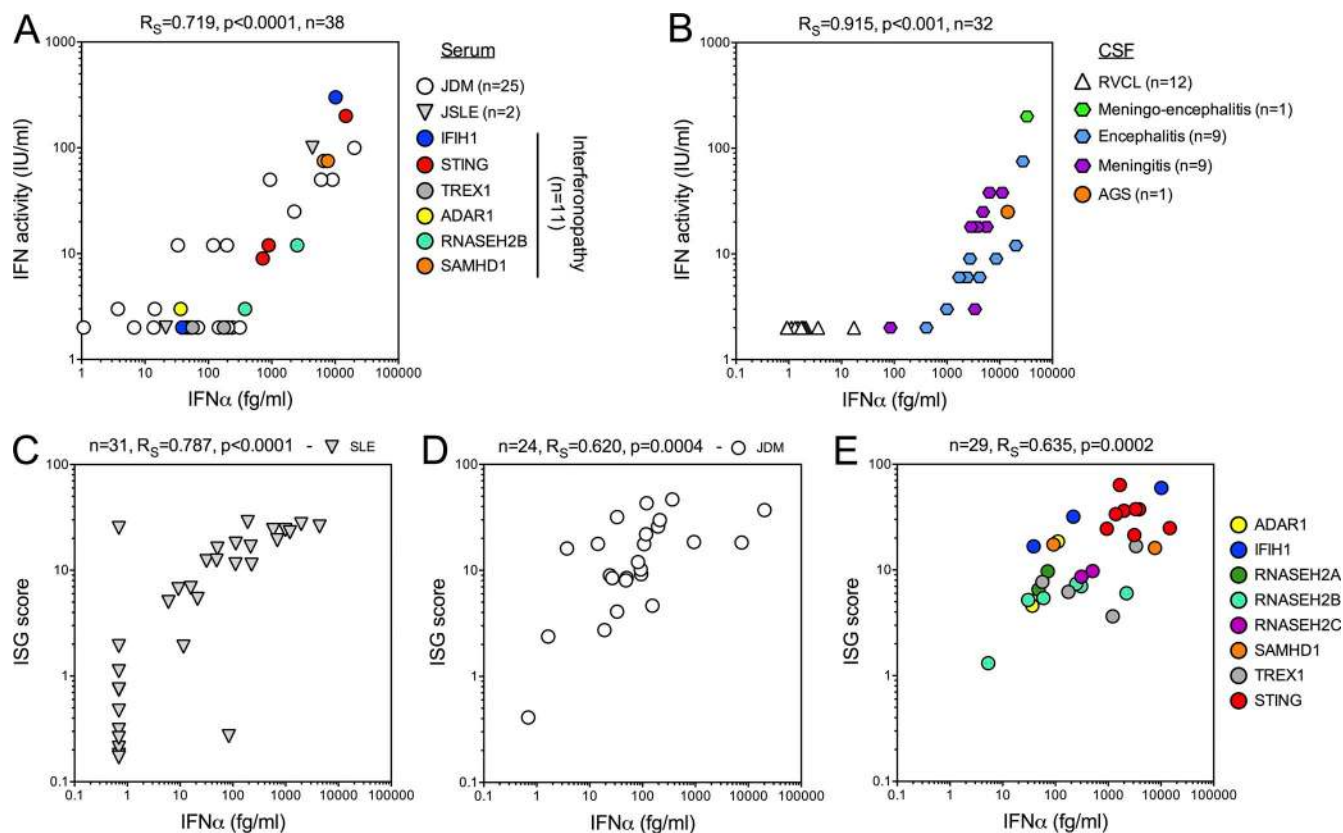 A
R_S=0.719, p<0.0001, n=38
IFN activity (IU/ml)
1000
100
10
1
1 10 100 1000 10000 100000
IFNα (fg/ml)
Serum
JDM (n=25)
JSLE (n=2)
IFIH1
STING
TREX1
ADAR1
RNASEH2B
SAMHD1
Interferonopathy
(n=11)
B
R_S=0.915, p<0.001, n=32
IFN activity (IU/ml)
1000
100
10
1
0.1 1 10 100 1000 10000 100000
IFNα (fg/ml)
CSF
RVCL (n=12)
Meningo-encephalitis (n=1)
Encephalitis (n=9)
Meningitis (n=9)
AGS (n=1)
C
n=31, R_S=0.787, p<0.0001 - SLE
ISG score
100
10
1
0.1
0.1 1 10 100 1000 10000 100000
IFNα (fg/ml)
D
n=24, R_S=0.620, p=0.0004 - JDM
ISG score
100
10
1
0.1
0.1 1 10 100 1000 10000 100000
IFNα (fg/ml)
E
n=29, R_S=0.635, p=0.0002
ISG score
100
10
1
0.1
0.1 1 10 100 1000 10000 100000
IFNα (fg/ml)
ADAR1
IFIH1
RNASEH2A
RNASEH2B
RNASEH2C
SAMHD1
TREX1
STING